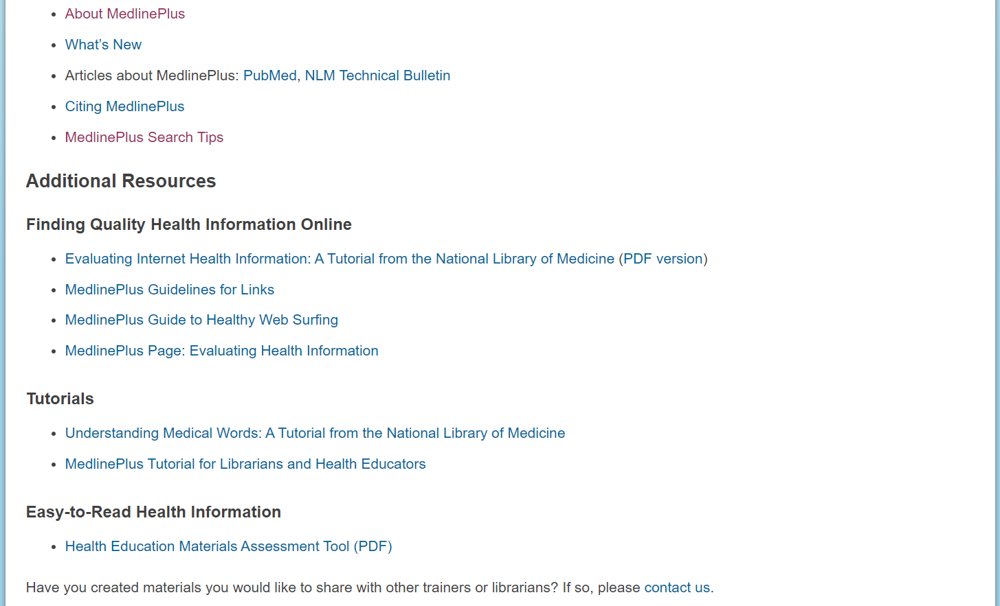 About MedlinePlus
What’s New
Articles about MedlinePlus: PubMed, NLM Technical Bulletin
Citing MedlinePlus
MedlinePlus Search Tips
Additional Resources
Finding Quality Health Information Online
Evaluating Internet Health Information: A Tutorial from the National Library of Medicine (PDF version)
MedlinePlus Guidelines for Links
MedlinePlus Guide to Healthy Web Surfing
MedlinePlus Page: Evaluating Health Information
Tutorials
Understanding Medical Words: A Tutorial from the National Library of Medicine
MedlinePlus Tutorial for Librarians and Health Educators
Easy-to-Read Health Information
Health Education Materials Assessment Tool (PDF)
Have you created materials you would like to share with other trainers or librarians? If so, please contact us.